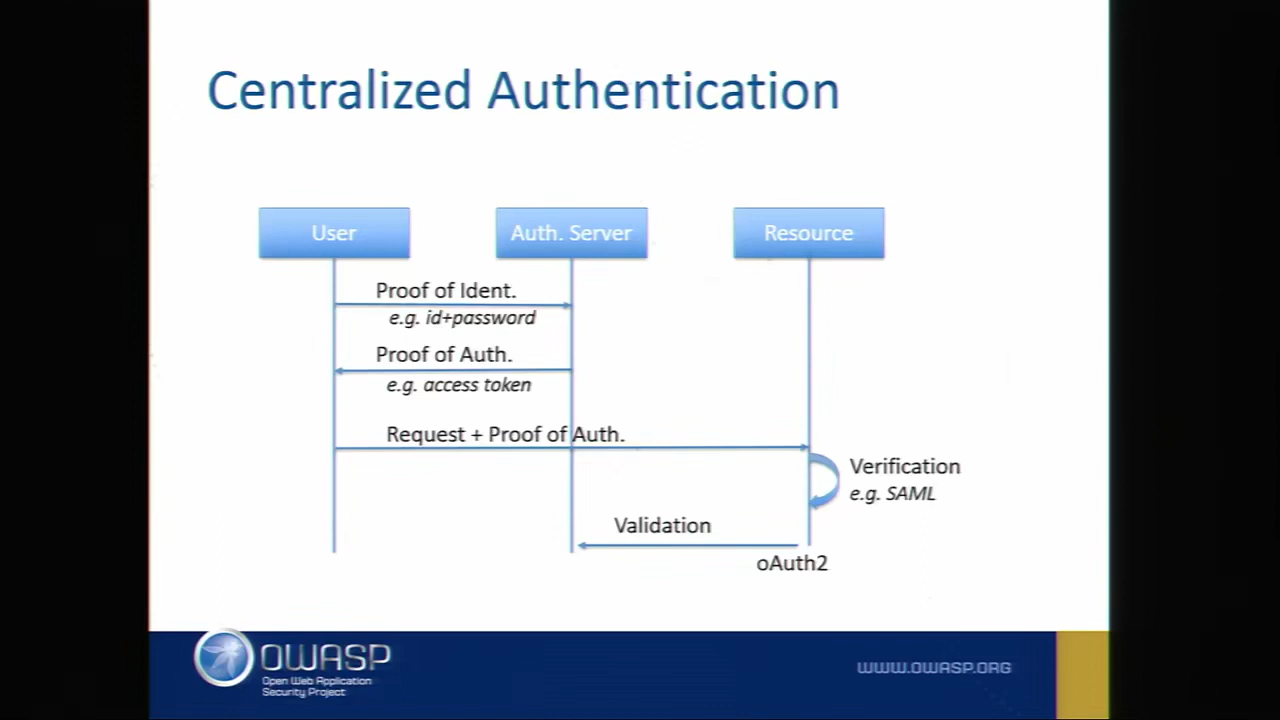 Centralized Authentication
User
Auth. Server
Resource
Proof of Ident.
e.g. id+password
Proof of Auth.
e.g. access token
Request + Proof of Auth.
Verification
e.g. SAML
Validation
oAuth2
OWASP
Open Web Application
Security Project
WWW.OWASP.ORG